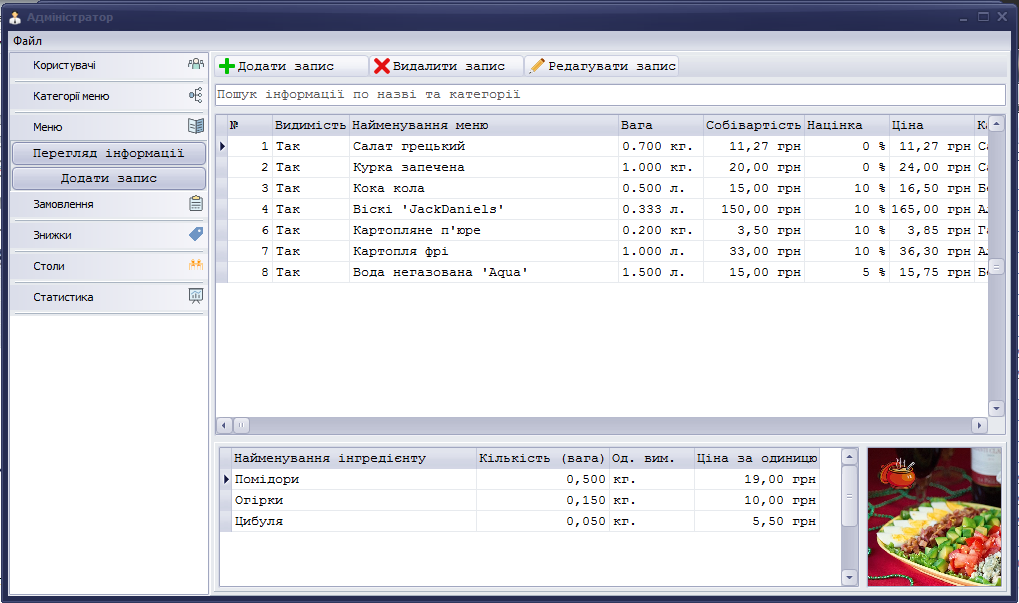 Адміністратор
Файл
Користувачі
Категорії меню
Меню
Перегляд інформації
Додати запис
Замовлення
Знижки
Столи
Статистика
Додати запис Видалити запис Редагувати запис
Пошук інформації по назві та категорії
№ Видимість Найменування меню Вага Собівартість Націнка Ціна
1 Так Салат грецький 0.700 кг. 11,27 грн 0 % 11,27 грн
2 Так Курка запечена 1.000 кг. 20,00 грн 0 % 24,00 грн
3 Так Кока кола 0.500 л. 15,00 грн 10 % 16,50 грн
4 Так Віскі 'JackDaniels' 0.333 л. 150,00 грн 10 % 165,00 грн
6 Так Картопляне п'юре 0.200 кг. 3,50 грн 10 % 3,85 грн
7 Так Картопля фрі 1.000 л. 33,00 грн 10 % 36,30 грн
8 Так Вода негазована 'Aqua' 1.500 л. 15,00 грн 5 % 15,75 грн
Найменування інгредієнту Кількість (вага) Од. вим. Ціна за одиницю
Помідори 0,500 кг. 19,00 грн
Огірки 0,150 кг. 10,00 грн
Цибуля 0,050 кг. 5,50 грн